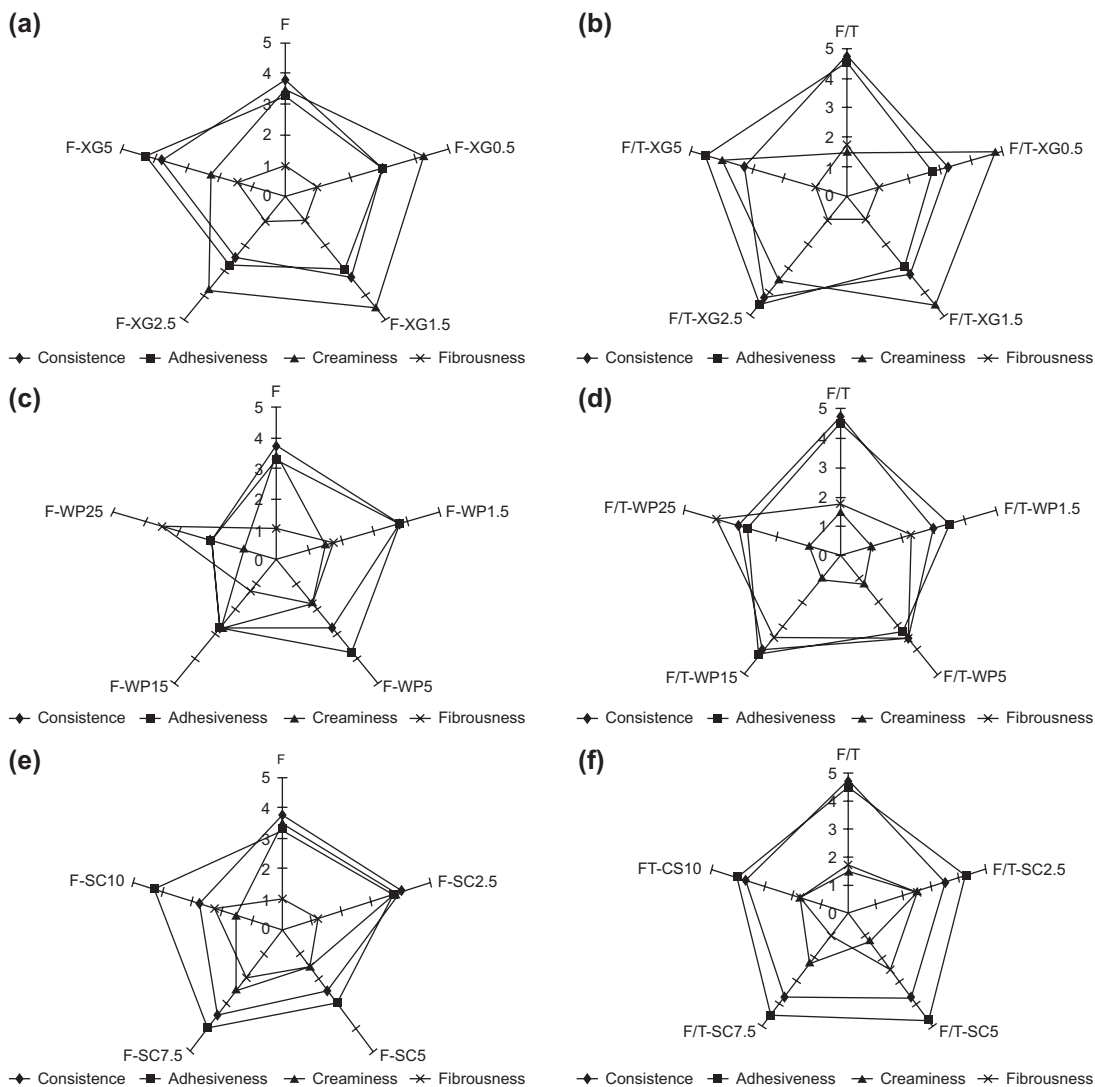 (a)
F
5
4
3
2
1
0
F-XG5
F-XG0.5
F-XG2.5
F-XG1.5
Consistence Adhesiveness Creaminess Fibrousness
(b)
F/T
5
4
3
2
1
0
F/T-XG5
F/T-XG0.5
F/T-XG2.5
F/T-XG1.5
Consistence Adhesiveness Creaminess Fibrousness
(c)
F
5
4
3
2
1
0
F-WP25
F-WP1.5
F-WP15
F-WP5
Consistence Adhesiveness Creaminess Fibrousness
(d)
F/T
5
4
3
2
1
0
F/T-WP25
F/T-WP1.5
F/T-WP15
F/T-WP5
Consistence Adhesiveness Creaminess Fibrousness
(e)
F
5
4
3
2
1
0
F-SC10
F-SC2.5
F-SC7.5
F-SC5
Consistence Adhesiveness Creaminess Fibrousness
(f)
F/T
5
4
3
2
1
0
FT-CS10
F/T-SC2.5
F/T-SC7.5
F/T-SC5
Consistence Adhesiveness Creaminess Fibrousness